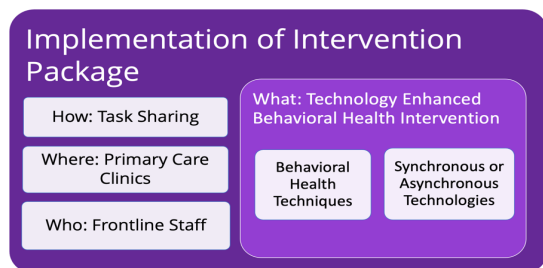 Implementation of Intervention
Package
How: Task Sharing
Where: Primary Care
Clinics
Who: Frontline Staff
What: Technology Enhanced
Behavioral Health Intervention
Behavioral
Health
Techniques
Synchronous or
Asynchronous
Technologies